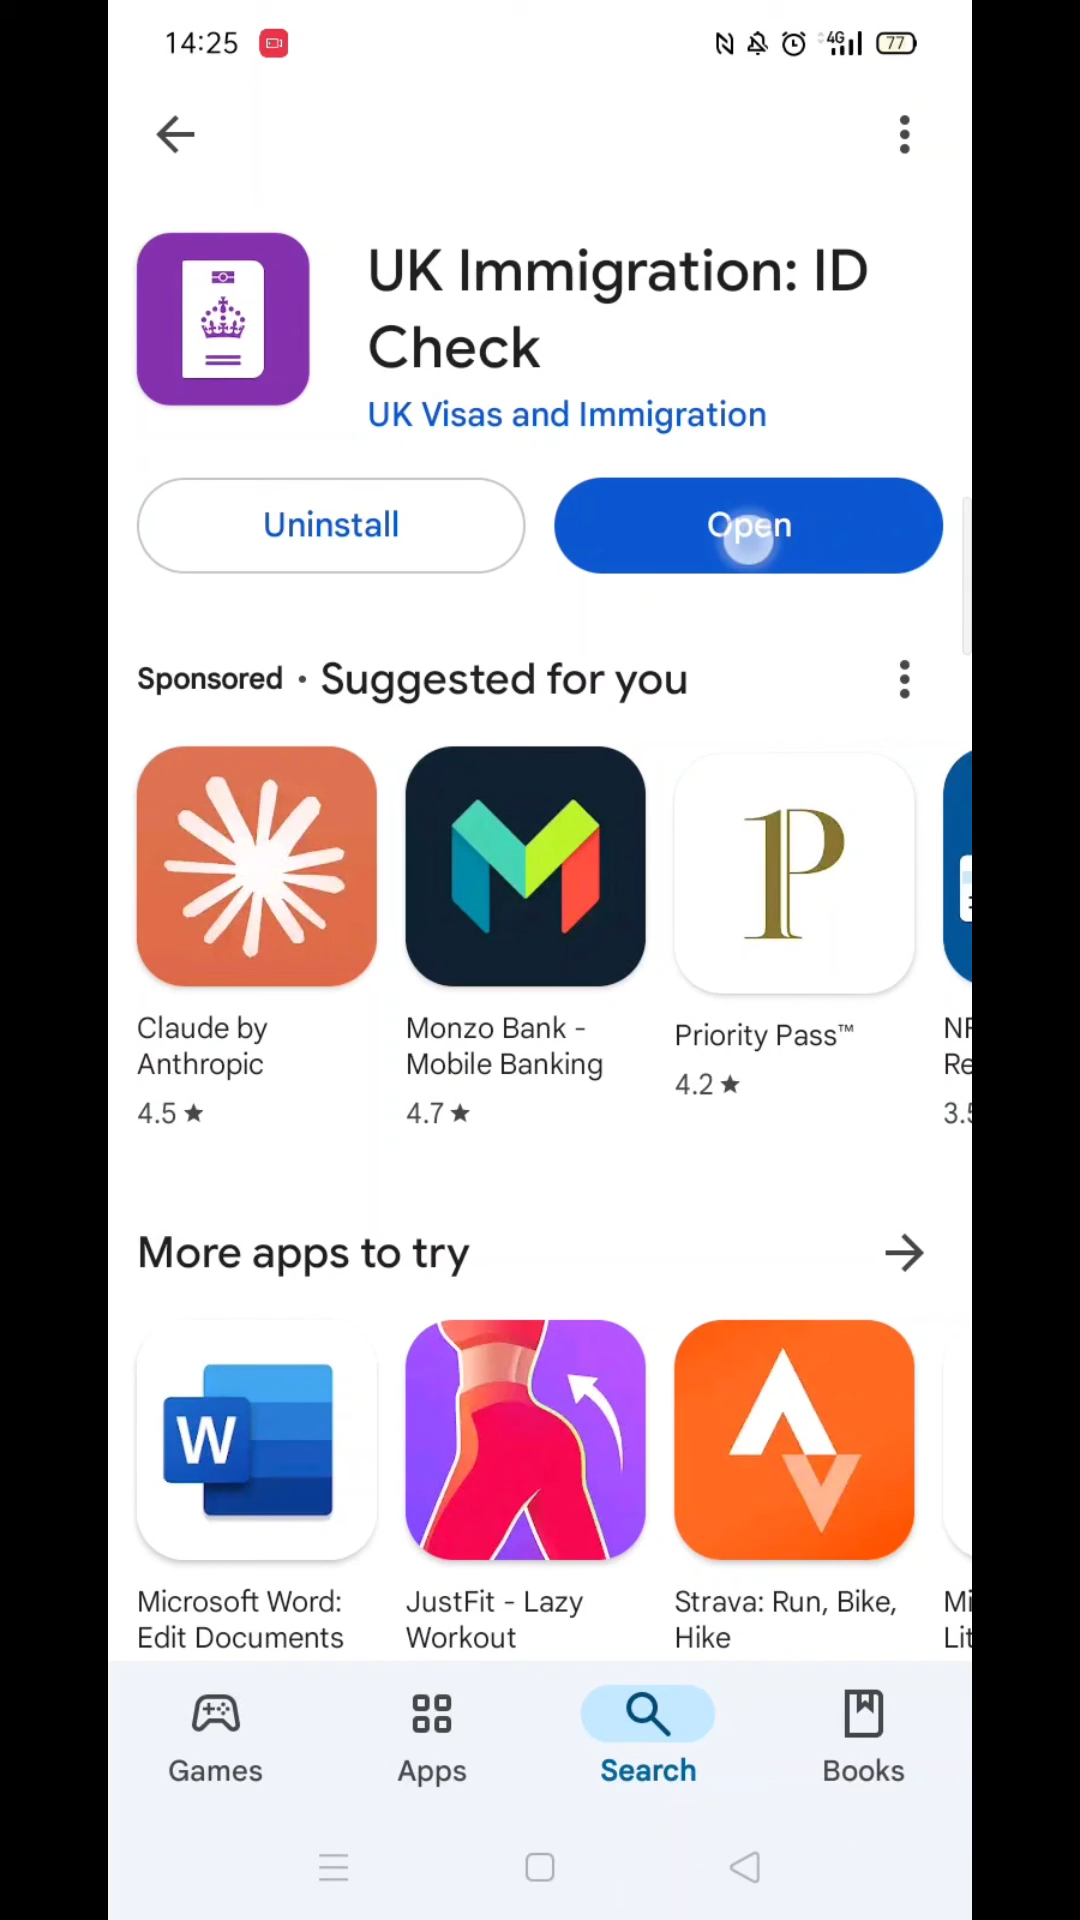 14:25
4G
77
UK Immigration: ID
Check
UK Visas and Immigration
Uninstall
Open
Sponsored • Suggested for you
P
Claude by
Anthropic
4.5 ★
Monzo Bank -
Mobile Banking
4.7 ★
Priority Pass™
4.2 ★
More apps to try
W
Microsoft Word:
Edit Documents
JustFit - Lazy
Workout
Strava: Run, Bike,
Hike
Games
Apps
Search
Books